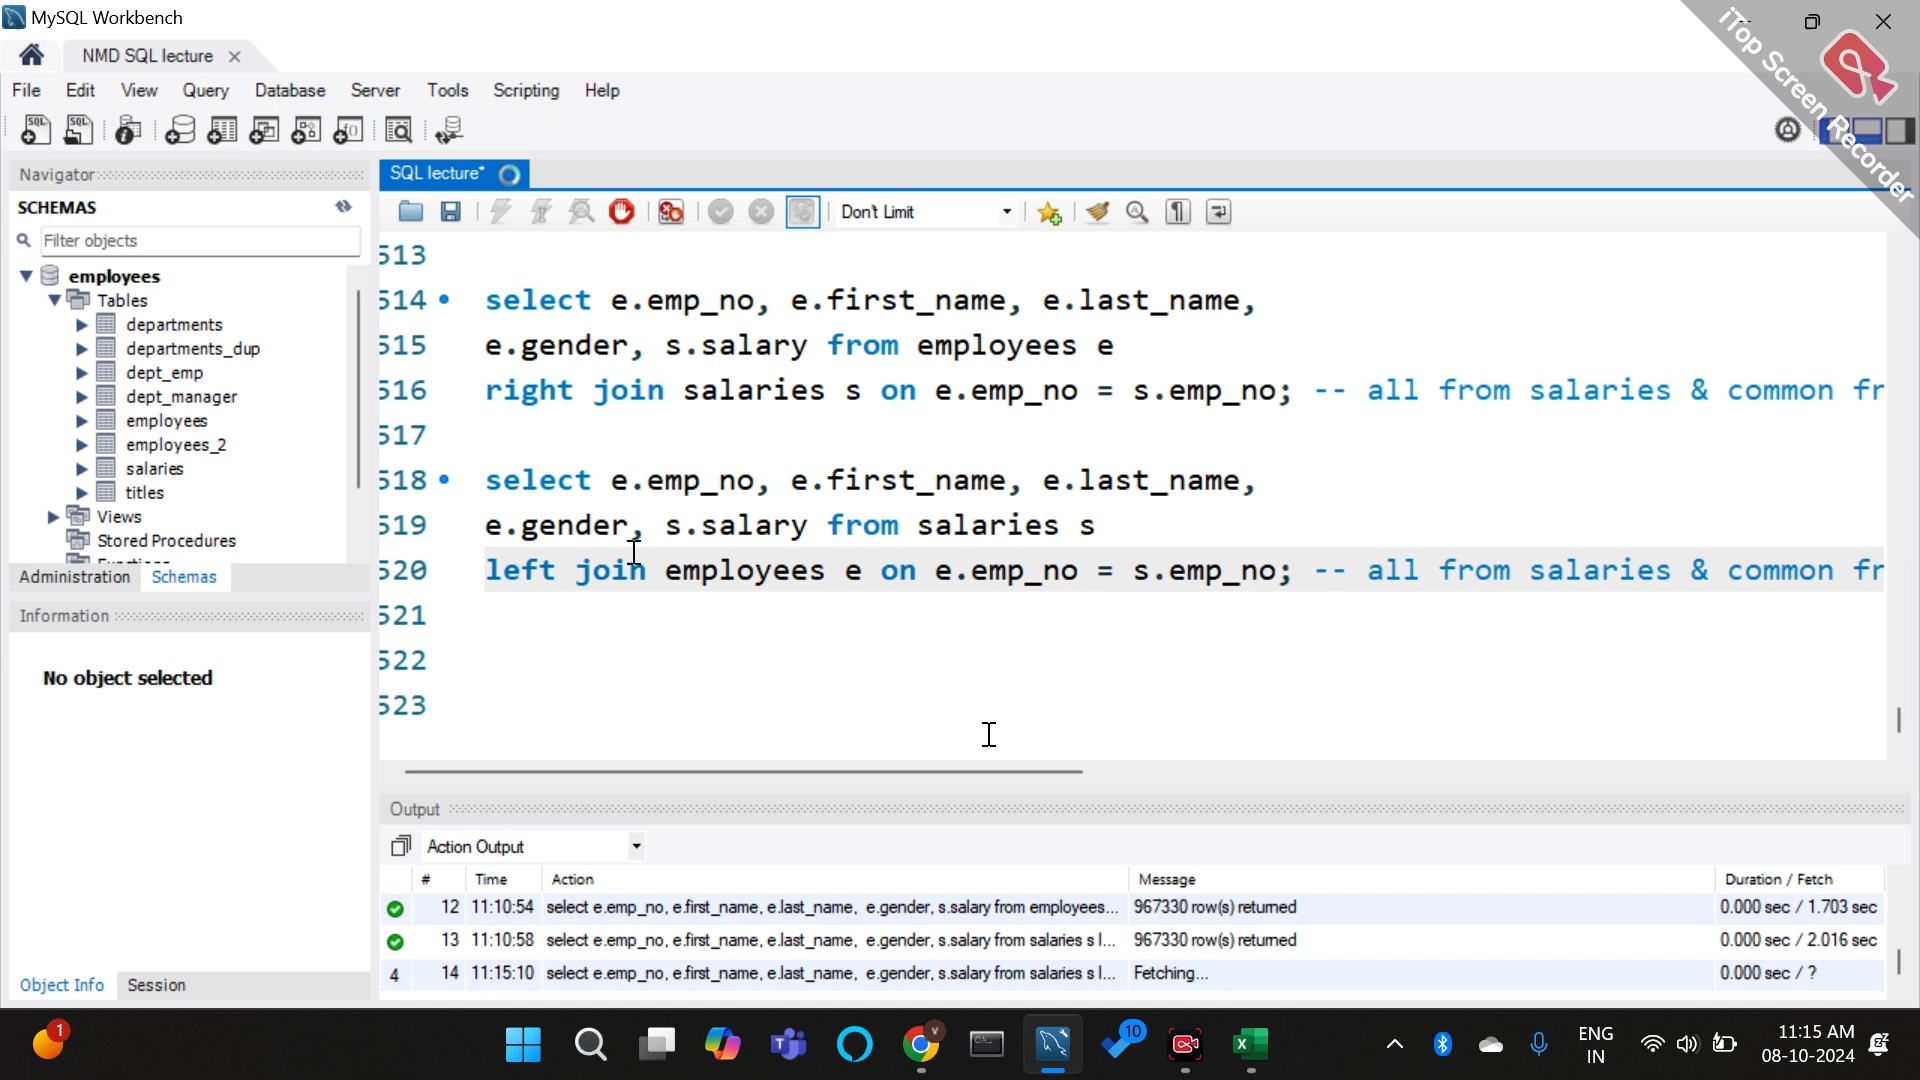 MySQL Workbench
iTop Screen Recorder
NMD SQL lecture
File Edit View Query Database Server Tools Scripting Help
Navigator
SQL lecture*
SCHEMAS
Don't Limit
Filter objects
employees
Tables
departments
departments_dup
dept_emp
dept_manager
employees
employees_2
salaries
titles
Views
Stored Procedures
Administration Schemas
Information
No object selected
Object Info Session
513
514 select e.emp_no, e.first_name, e.last_name,
515 e.gender, s.salary from employees e
516 right join salaries s on e.emp_no = s.emp_no; -- all from salaries & common fr
517
518 select e.emp_no, e.first_name, e.last_name,
519 e.gender, s.salary from salaries s
520 left join employees e on e.emp_no = s.emp_no; -- all from salaries & common fr
521
522
523
Output
Action Output
# Time Action Message Duration / Fetch
12 11:10:54 select e.emp_no, e.first_name, e.last_name, e.gender, s.salary from employees... 967330 row(s) returned 0.000 sec / 1.703 sec
13 11:10:58 select e.emp_no, e.first_name, e.last_name, e.gender, s.salary from salaries s l... 967330 row(s) returned 0.000 sec / 2.016 sec
4 14 11:15:10 select e.emp_no, e.first_name, e.last_name, e.gender, s.salary from salaries s l... Fetching... 0.000 sec / ?
1
V
10
ENG
IN
11:15 AM
08-10-2024